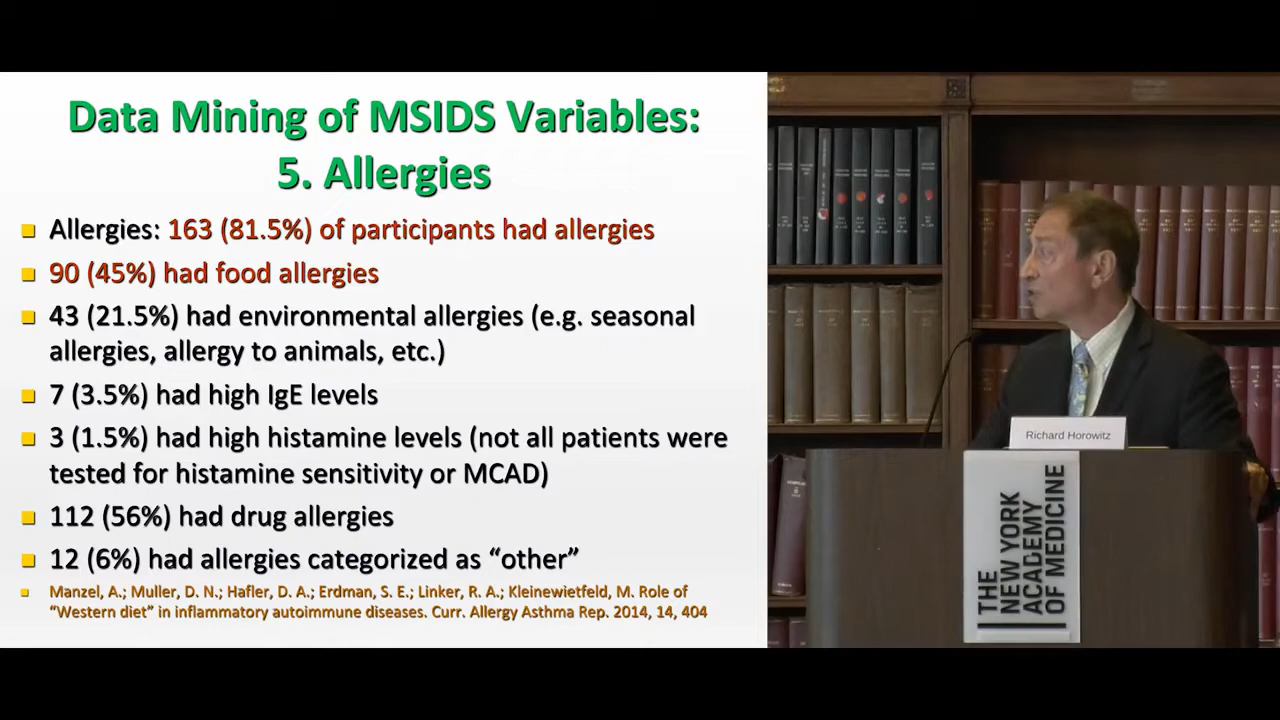 Data Mining of MSIDS Variables:
5. Allergies
Allergies: 163 (81.5%) of participants had allergies
90 (45%) had food allergies
43 (21.5%) had environmental allergies (e.g. seasonal
allergies, allergy to animals, etc.)
7 (3.5%) had high IgE levels
3 (1.5%) had high histamine levels (not all patients were
tested for histamine sensitivity or MCAD)
112 (56%) had drug allergies
12 (6%) had allergies categorized as “other”
Manzel, A.; Muller, D. N.; Hafler, D. A.; Erdman, S. E.; Linker, R. A.; Kleinewietfeld, M. Role of
“Western diet” in inflammatory autoimmune diseases. Curr. Allergy Asthma Rep. 2014, 14, 404
Richard Horowitz
THE
NEW YORK
ACADEMY
OF MEDICINE